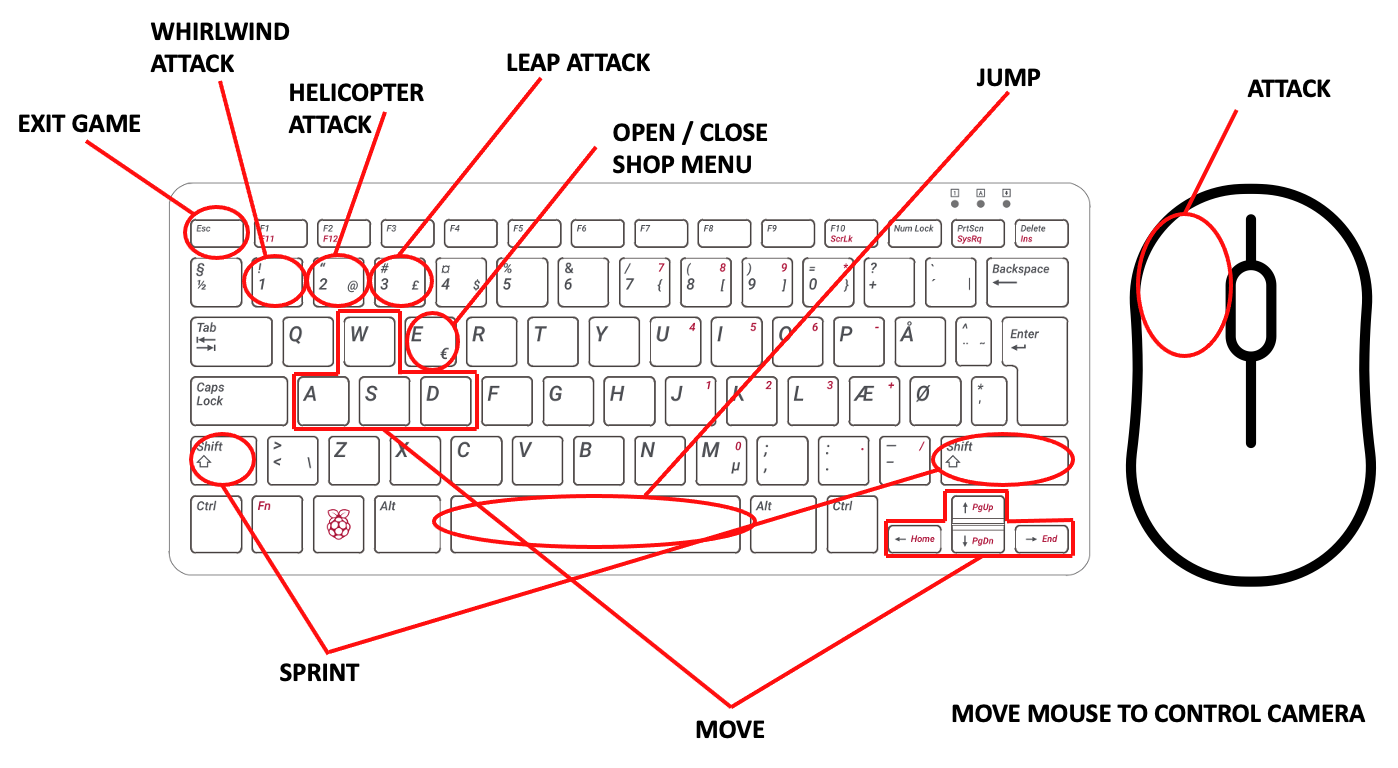 WHIRLWIND
ATTACK
HELICOPTER
ATTACK
LEAP ATTACK
JUMP
ATTACK
EXIT GAME
OPEN / CLOSE
SHOP MENU
Esc F1 F11 F2 F12 F3 F4 F5 F6 F7 F8 F9 F10 ScrLk Num Lock PrtScn SysRq Delete Ins
§ ½ ! 1 " 2 @ # 3 £ ¤ 4 $ % 5 & 6 / 7 7 { ( 8 8 [ ) 9 9 ] = 0 * } ? + ` ´ | Backspace
Tab Q W E € R T Y U 4 I 5 O 6 P - Å ^ ¨ ~ Enter
Caps Lock A S D F G H J 1 K 2 L 3 Æ + Ø * '
Shift > < \ Z X C V B N M 0 µ ; , : . . — / – Shift
Ctrl Fn Alt Alt Ctrl ← Home ↑ PgUp ↓ PgDn → End
SPRINT
MOVE
MOVE MOUSE TO CONTROL CAMERA